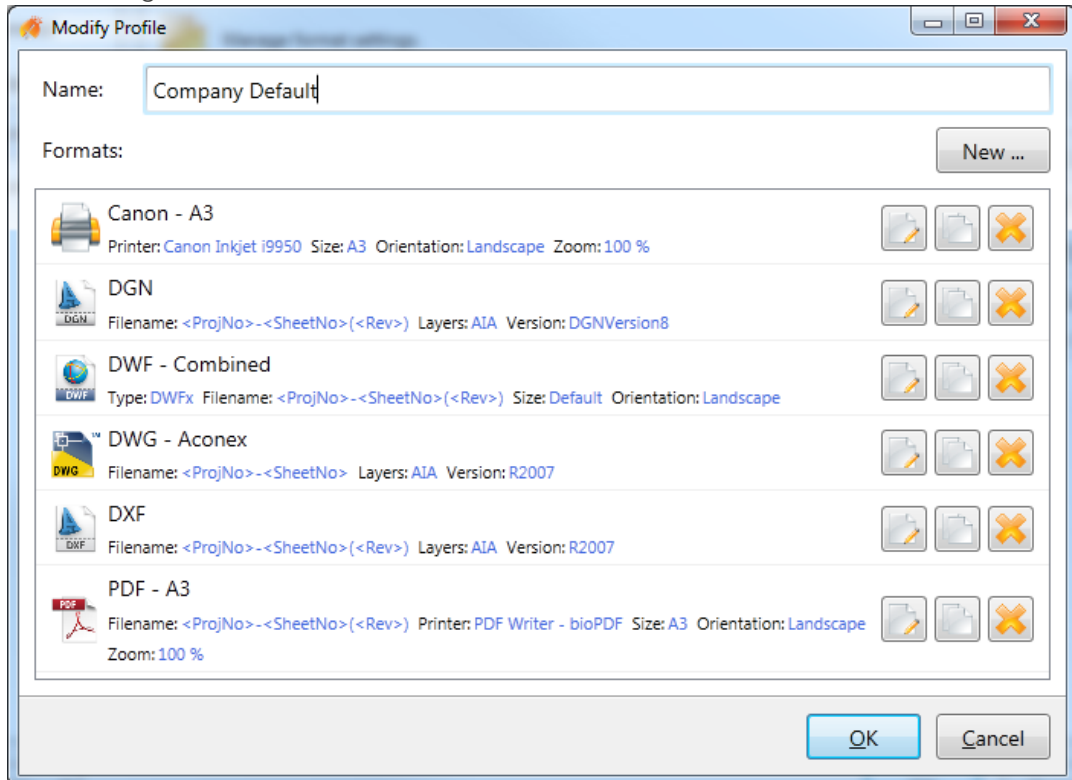 Modify Profile
Manage format settings.
Name: Company Default
Formats:
New ...
Canon - A3
Printer: Canon Inkjet i9950 Size: A3 Orientation: Landscape Zoom: 100 %
DGN
DGN
Filename: <ProjNo>-<SheetNo>(<Rev>) Layers: AIA Version: DGNVersion8
DWF - Combined
DWF
Type: DWFx Filename: <ProjNo>-<SheetNo>(<Rev>) Size: Default Orientation: Landscape
DWG - Aconex
DWG
Filename: <ProjNo>-<SheetNo> Layers: AIA Version: R2007
DXF
DXF
Filename: <ProjNo>-<SheetNo>(<Rev>) Layers: AIA Version: R2007
PDF - A3
PDF
Filename: <ProjNo>-<SheetNo>(<Rev>) Printer: PDF Writer - bioPDF Size: A3 Orientation: Landscape
Zoom: 100 %
OK Cancel